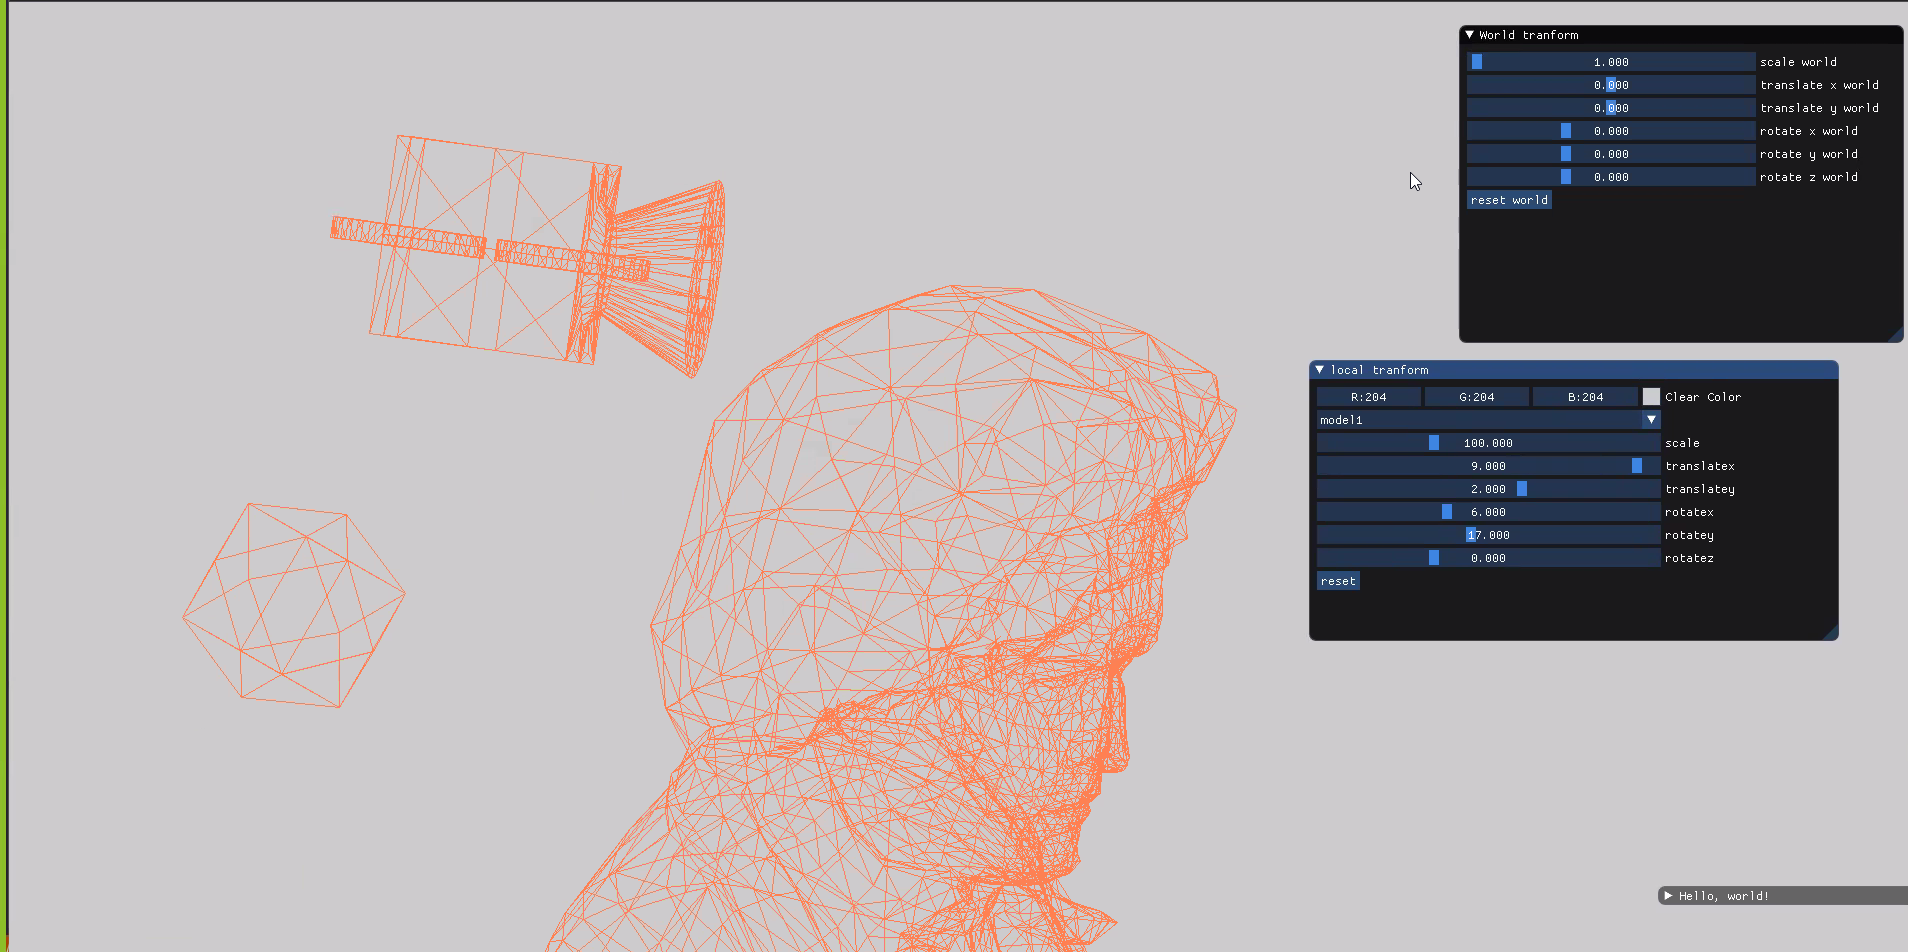 World tranform
1.000 scale world
0.000 translate x world
0.000 translate y world
0.000 rotate x world
0.000 rotate y world
0.000 rotate z world
reset world
local tranform
R:204 G:204 B:204 Clear Color
model1
100.000 scale
9.000 translatex
2.000 translatey
6.000 rotatex
17.000 rotatey
0.000 rotatez
reset
Hello, world!